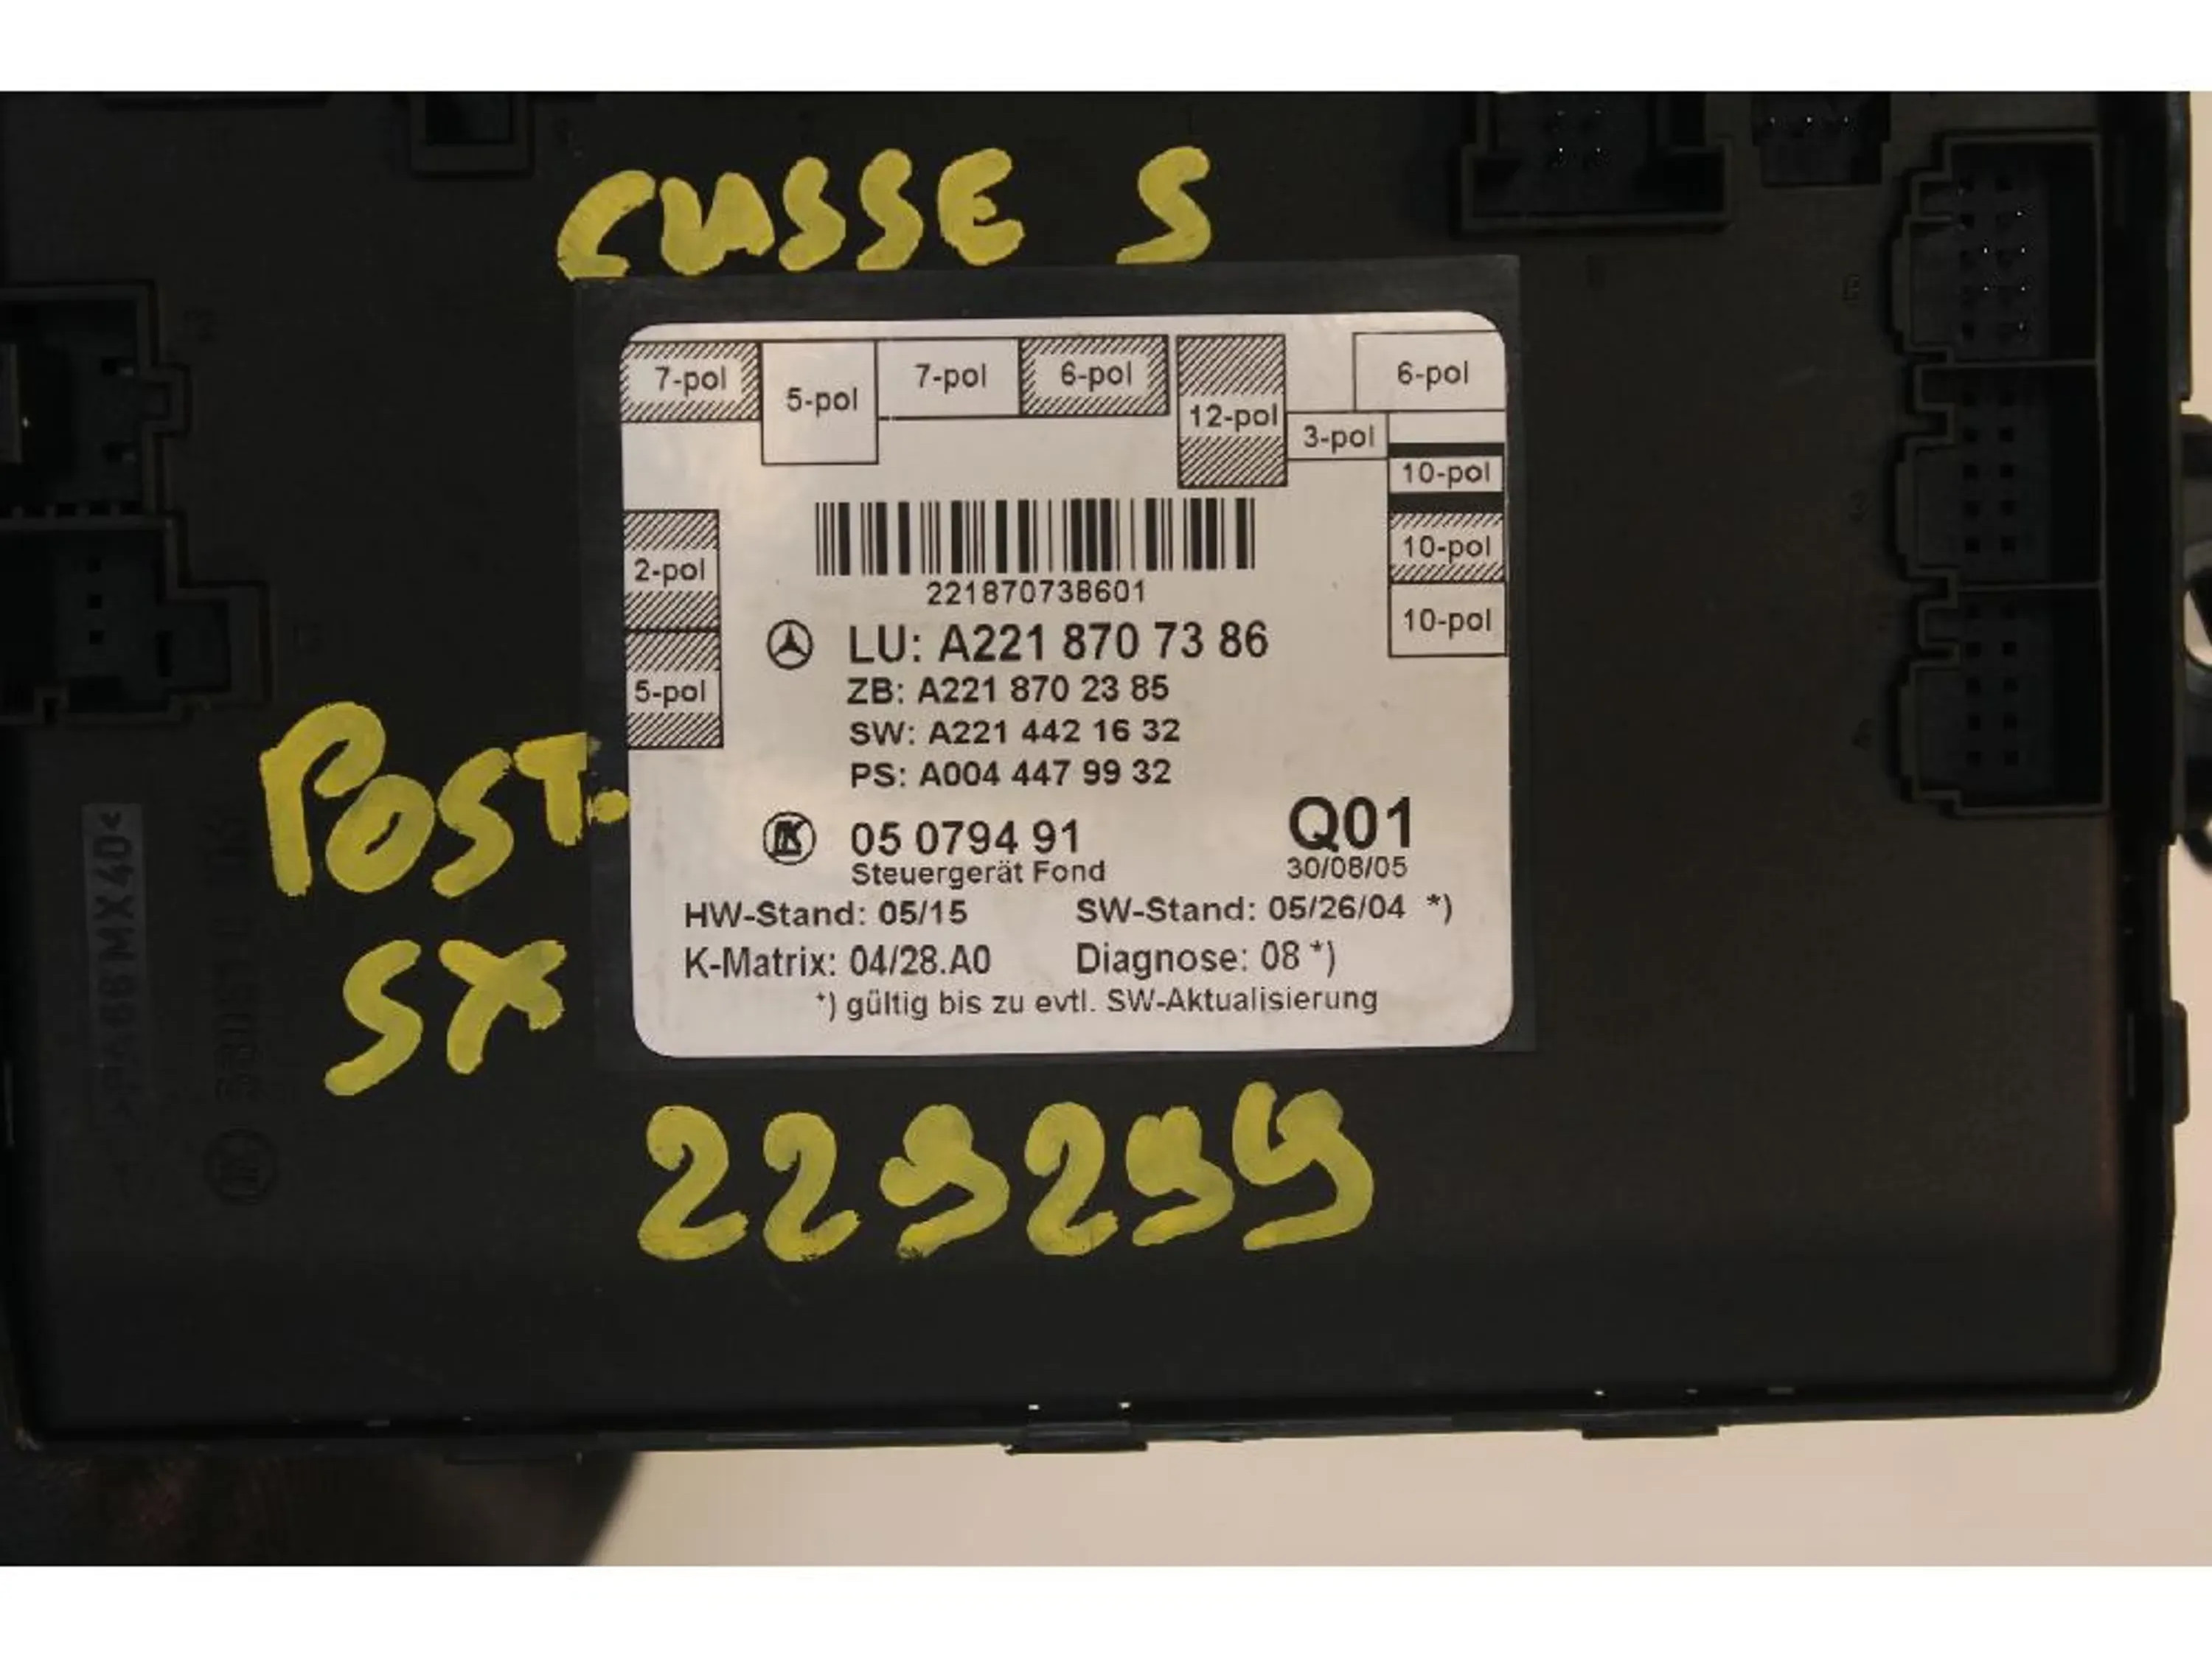 CLASSE S
7-pol
5-pol
7-pol
6-pol
12-pol
3-pol
6-pol
10-pol
10-pol
10-pol
2-pol
5-pol
221870738601
LU: A221 870 73 86
ZB: A221 870 23 85
SW: A221 442 16 32
PS: A004 447 99 32
05 0794 91
Q01
Steuergerät Fond
30/08/05
HW-Stand: 05/15
SW-Stand: 05/26/04 *)
K-Matrix: 04/28.A0
Diagnose: 08 *)
*) gültig bis zu evtl. SW-Aktualisierung
POST.
SX
229299